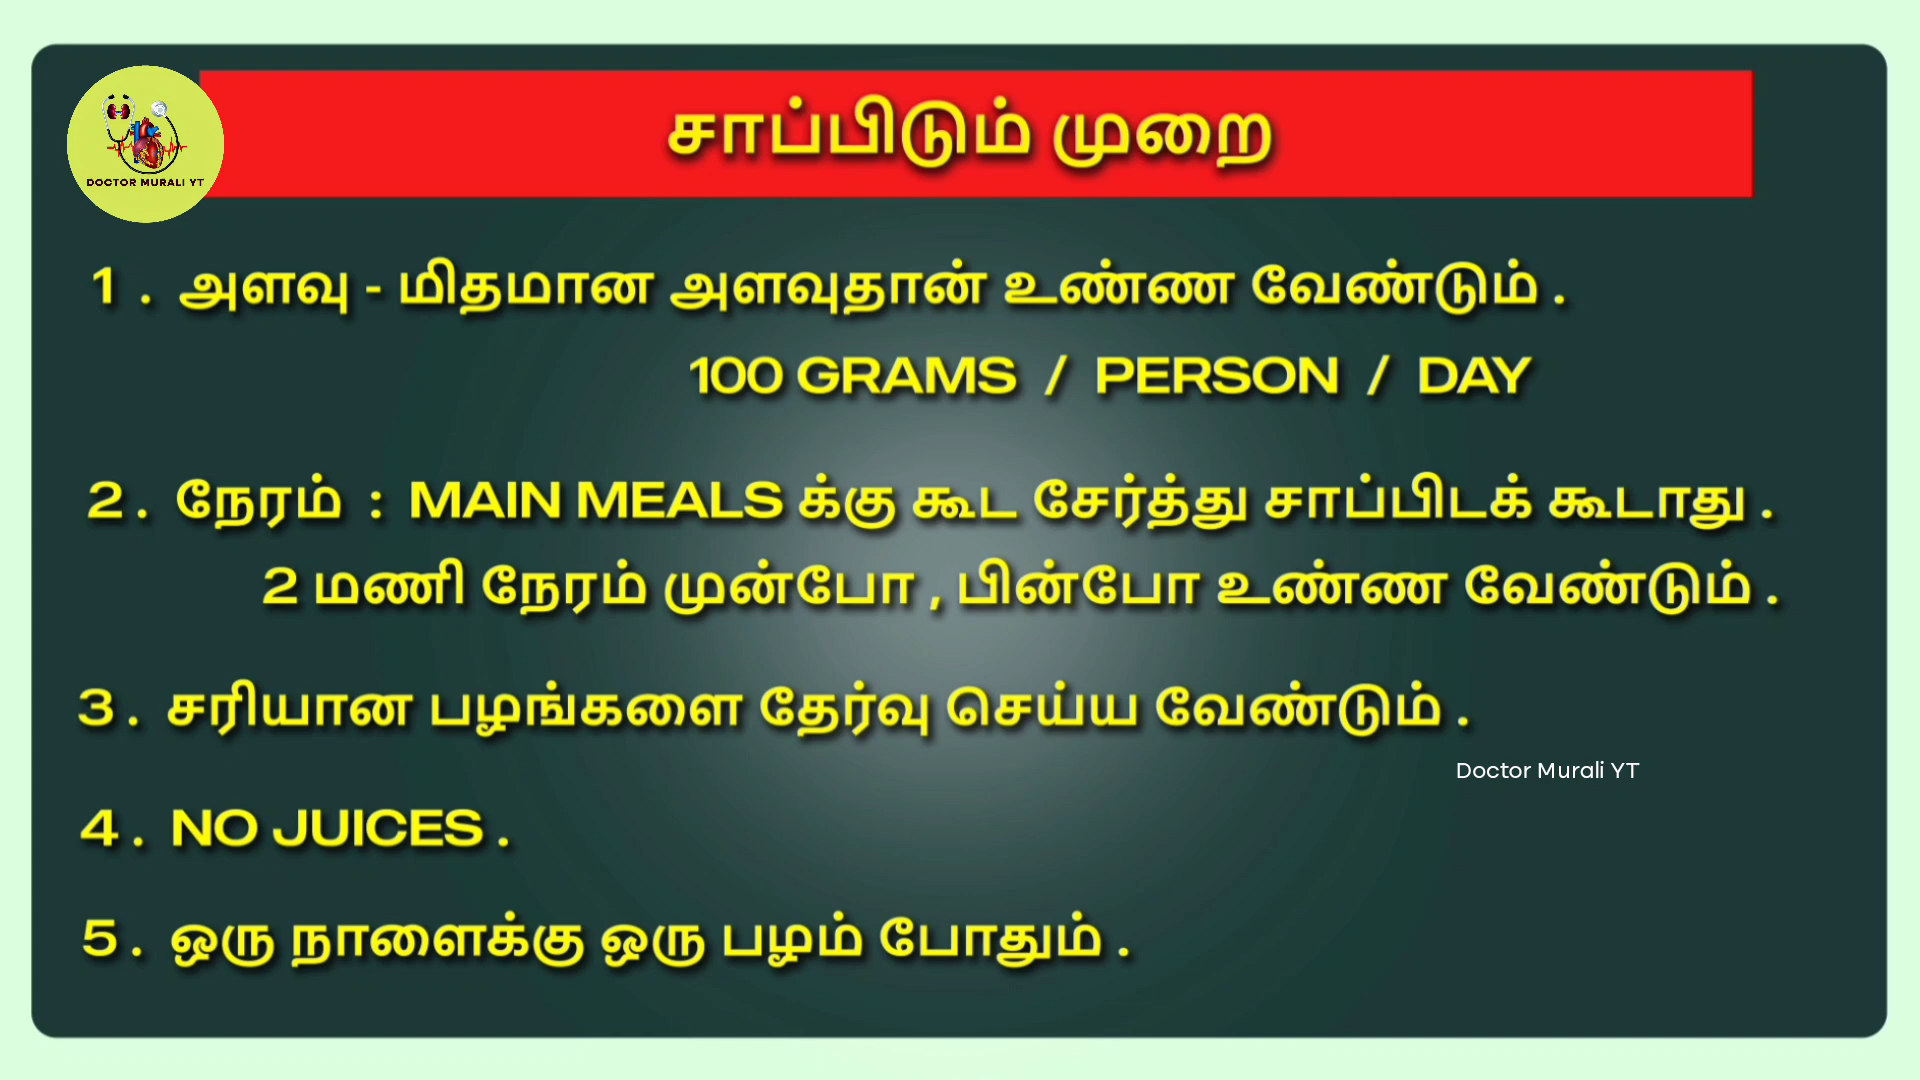 சாப்பிடும் முறை
DOCTOR MURALI YT
1 . அளவு - மிதமான அளவுதான் உண்ண வேண்டும் .
100 GRAMS / PERSON / DAY
2 . நேரம் : MAIN MEALS க்கு கூட சேர்த்து சாப்பிடக் கூடாது .
2 மணி நேரம் முன்போ , பின்போ உண்ண வேண்டும் .
3 . சரியான பழங்களை தேர்வு செய்ய வேண்டும் .
Doctor Murali YT
4 . NO JUICES .
5 . ஒரு நாளைக்கு ஒரு பழம் போதும் .